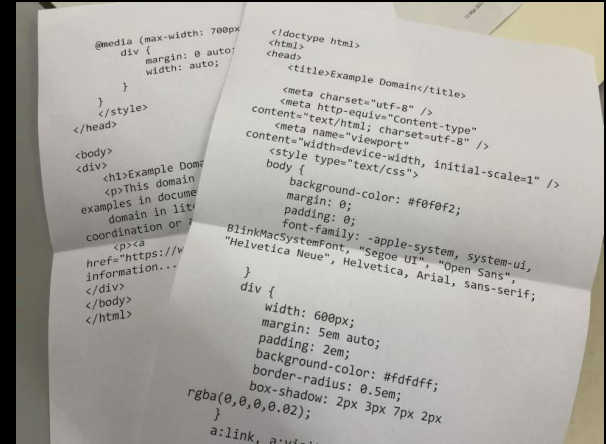 <!doctype html>
<html>
<head>
<title>Example Domain</title>
<meta charset="utf-8" />
<meta http-equiv="Content-type"
content="text/html; charset=utf-8" />
<meta name="viewport"
content="width=device-width, initial-scale=1" />
<style type="text/css">
body {
background-color: #f0f0f2;
margin: 0;
padding: 0;
font-family: -apple-system, system-ui,
BlinkMacSystemFont, "Segoe UI", "Open Sans",
"Helvetica Neue", Helvetica, Arial, sans-serif;
}
div {
width: 600px;
margin: 5em auto;
padding: 2em;
background-color: #fdfdff;
border-radius: 0.5em;
box-shadow: 2px 3px 7px 2px
rgba(0,0,0,0.02);
}
a:link,
@media (max-width: 700px
div {
margin: 0 auto;
width: auto;
}
}
</style>
</head>
<body>
<div>
<h1>Example Doma
<p>This domain
examples in docume
domain in lite
coordination or a
<p><a
href="https://w
information...
</div>
</body>
</html>